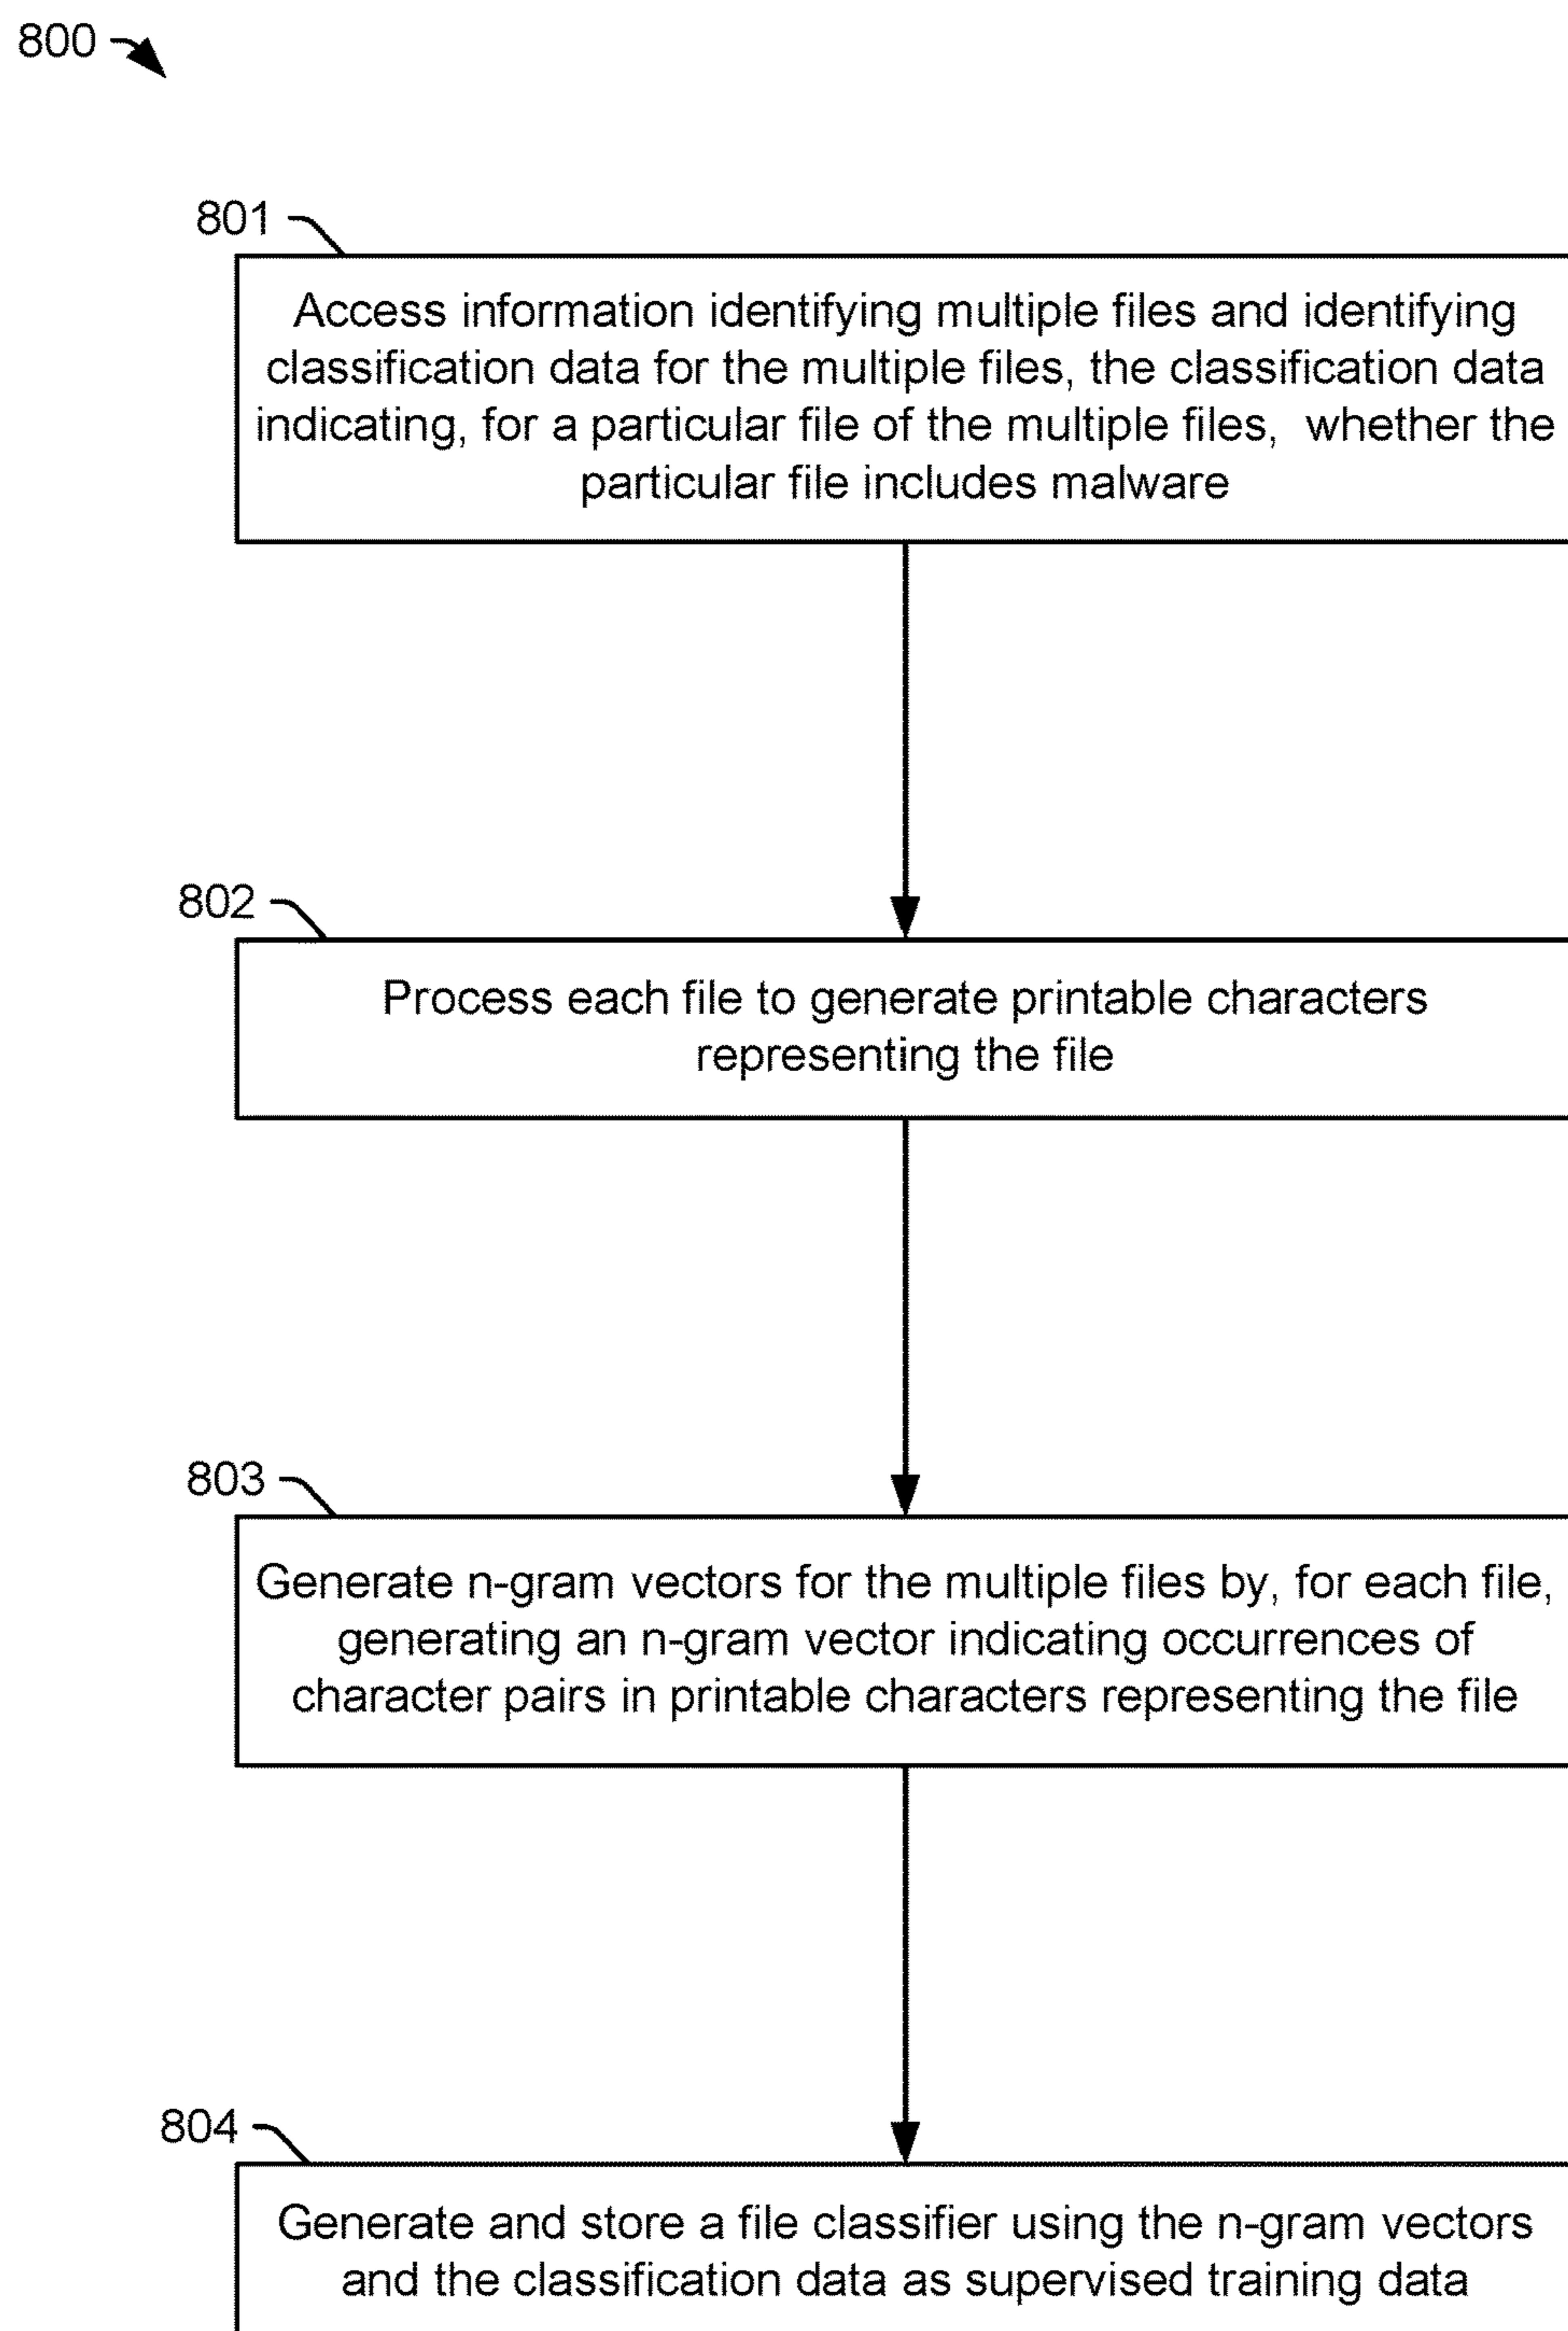 800
801
Access information identifying multiple files and identifying
classification data for the multiple files, the classification data
indicating, for a particular file of the multiple files,  whether the
particular file includes malware
802
Process each file to generate printable characters
representing the file
803
Generate n-gram vectors for the multiple files by, for each file,
generating an n-gram vector indicating occurrences of
character pairs in printable characters representing the file
804
Generate and store a file classifier using the n-gram vectors
and the classification data as supervised training data